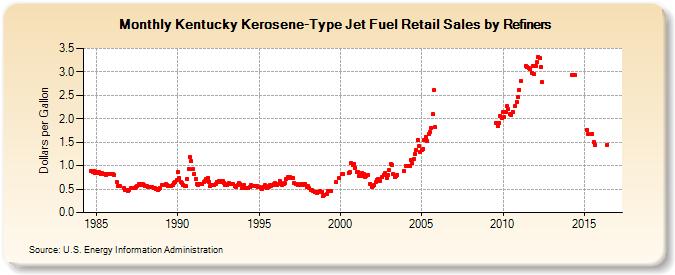 Monthly Kentucky Kerosene-Type Jet Fuel Retail Sales by Refiners
Dollars per Gallon
3.5
3.0
2.5
2.0
1.5
1.0
0.5
0.0
1985 1990 1995 2000 2005 2010 2015
Source: U.S. Energy Information Administration